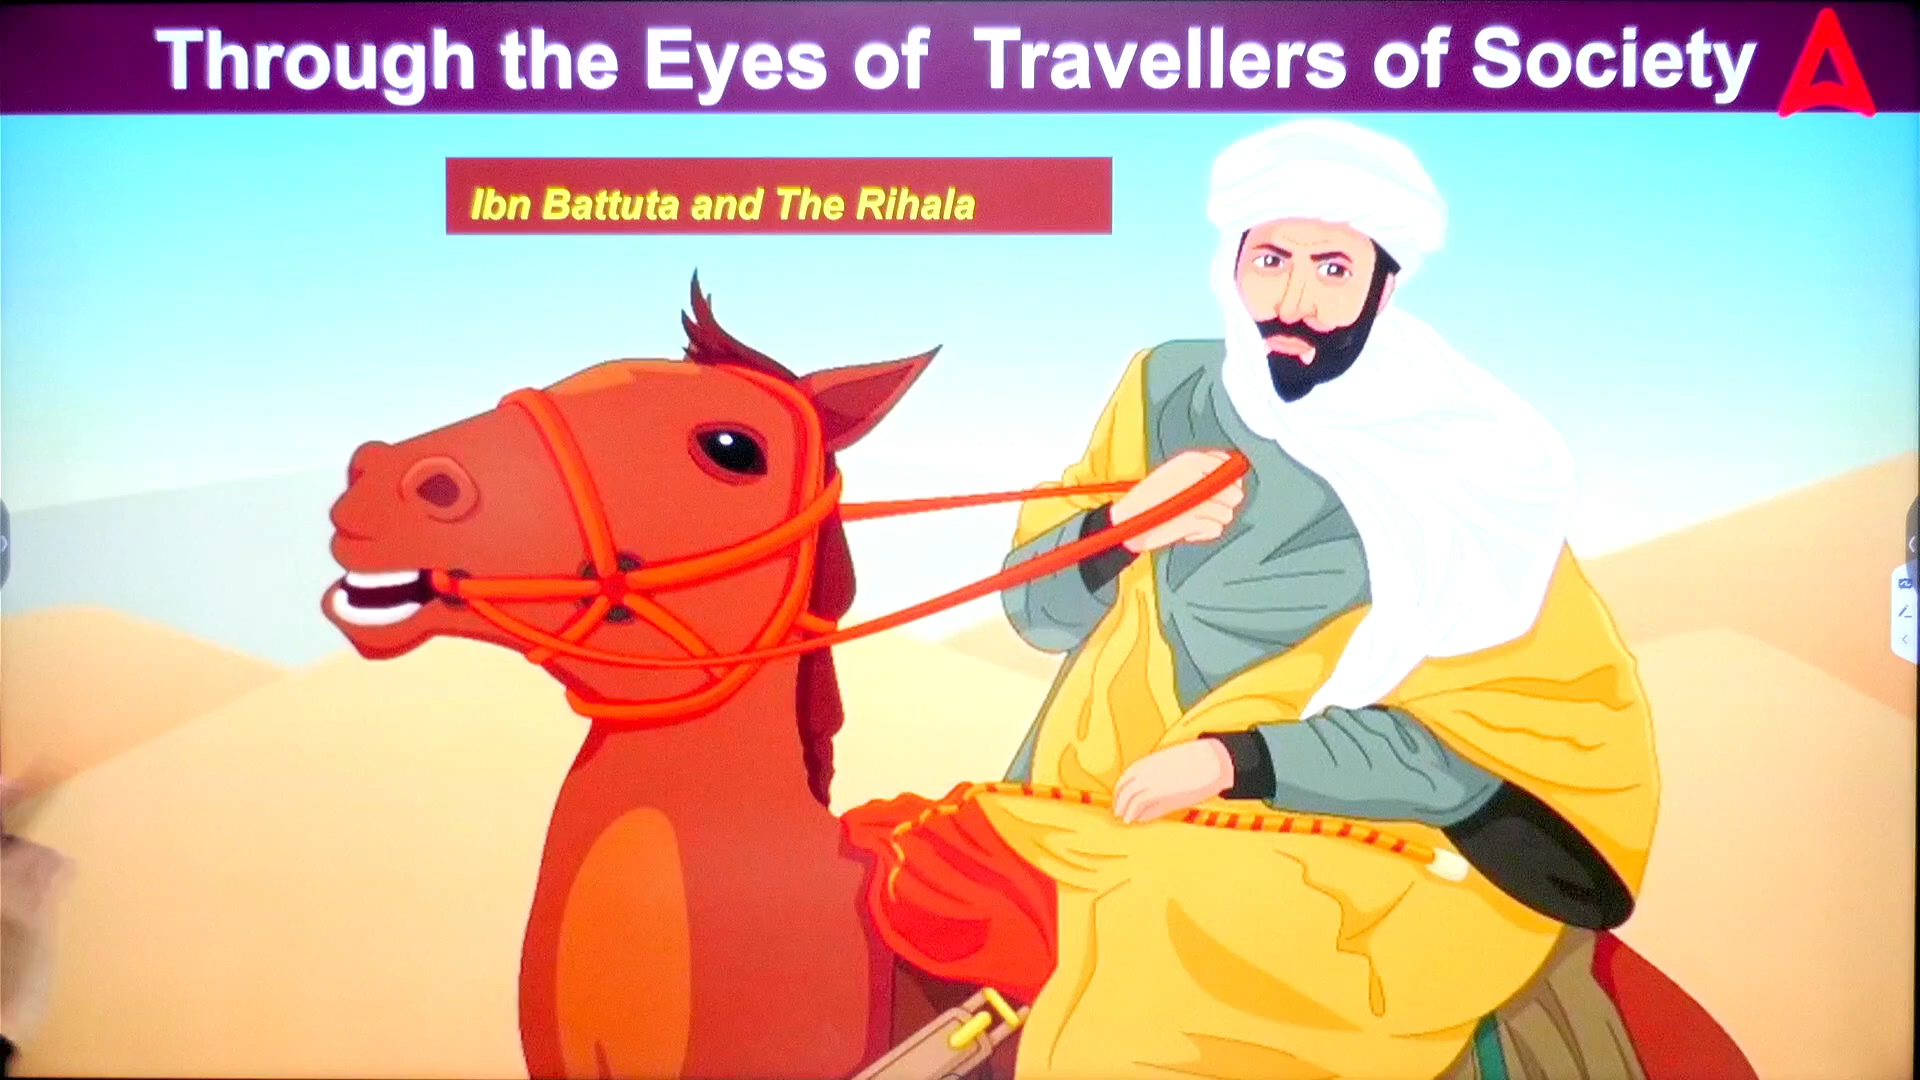 Through the Eyes of Travellers of Society
Ibn Battuta and The Rihala